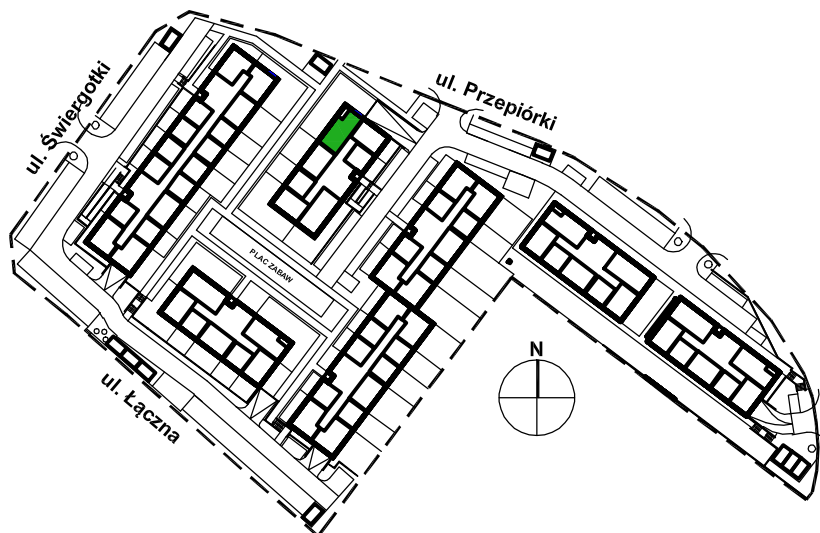 ul. Świergotki
ul. Przepiórki
PLAC ZABAW
N
ul. Łączna